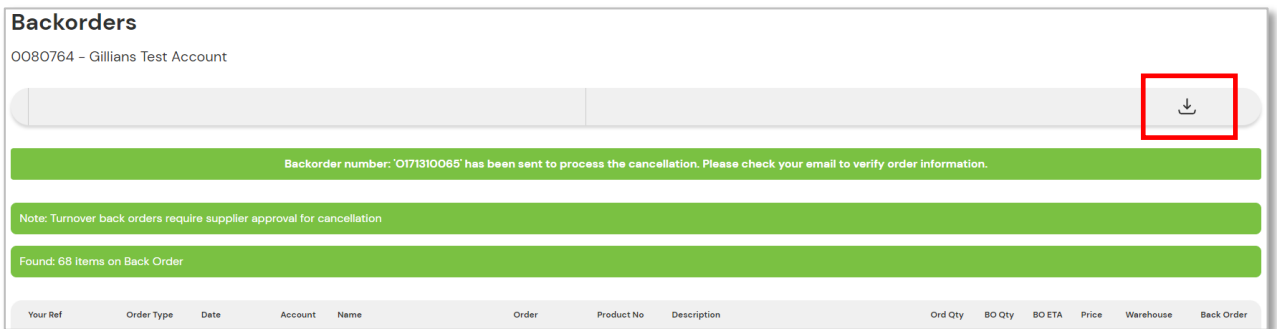 Backorders
0080764 - Gillians Test Account
Backorder number: 'O171310065' has been sent to process the cancellation. Please check your email to verify order information.
Note: Turnover back orders require supplier approval for cancellation
Found: 68 items on Back Order
Your Ref Order Type Date Account Name Order Product No Description Ord Qty BO Qty BO ETA Price Warehouse Back Order